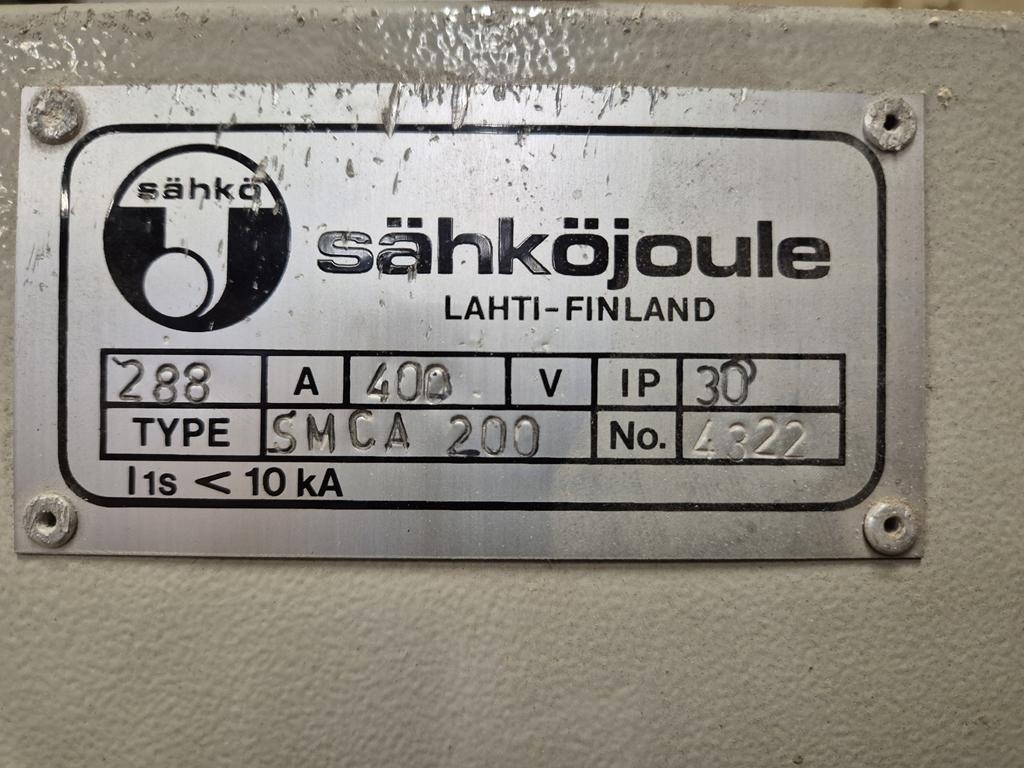 sähkö
sähköjoule
LAHTI-FINLAND
288 A 400 V IP 30
TYPE SMCA 200 No. 4322
I1s < 10 kA